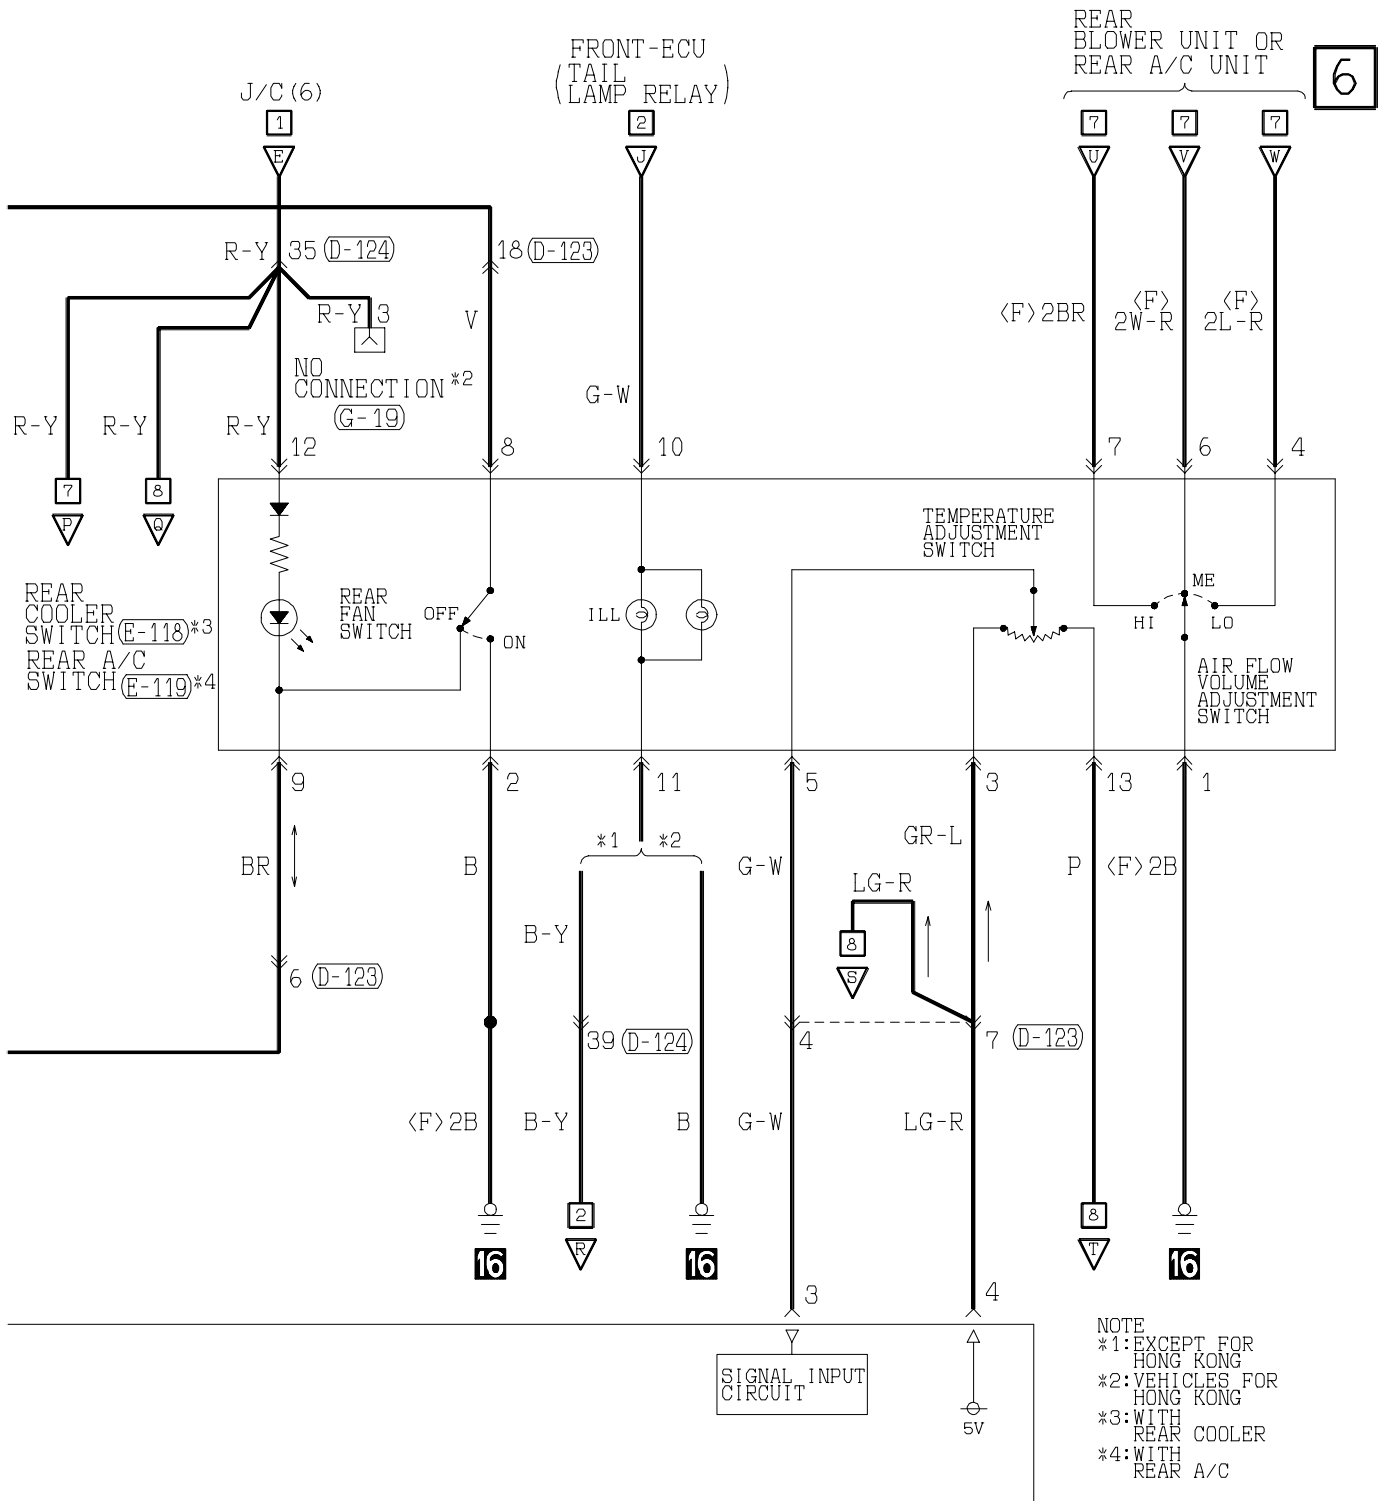 REAR
BLOWER UNIT OR
REAR A/C UNIT
6
FRONT-ECU
(TAIL
LAMP RELAY)
J/C(6)
1
2
7
7
7
E
J
U
V
W
R-Y
35
D-124
18
D-123
R-Y
3
V
<F>2BR
<F>
2W-R
<F>
2L-R
NO
CONNECTION *2
G-19
G-W
R-Y
R-Y
R-Y
12
8
10
7
6
4
7
8
P
Q
TEMPERATURE
ADJUSTMENT
SWITCH
REAR
COOLER
SWITCH E-118 *3
REAR A/C
SWITCH E-119 *4
REAR
FAN
SWITCH
OFF
ON
ILL
ME
HI
LO
AIR FLOW
VOLUME
ADJUSTMENT
SWITCH
9
2
11
5
3
13
1
*1
*2
BR
B
G-W
GR-L
P
<F>2B
LG-R
8
S
B-Y
6
D-123
39
D-124
4
7
D-123
<F>2B
B-Y
B
G-W
LG-R
2
8
R
T
16
16
16
3
4
SIGNAL INPUT
CIRCUIT
5V
NOTE
*1:EXCEPT FOR
HONG KONG
*2:VEHICLES FOR
HONG KONG
*3:WITH
REAR COOLER
*4:WITH
REAR A/C